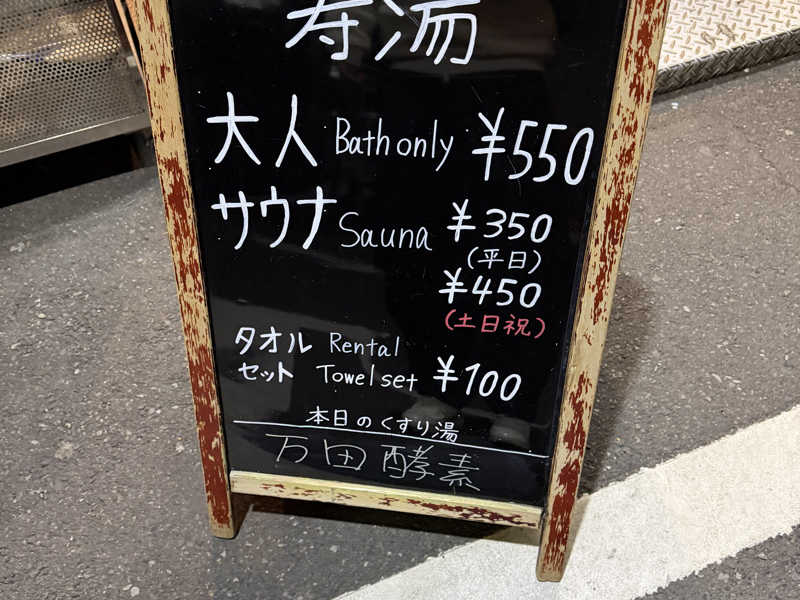 寿湯
大人 Bath only ¥550
サウナ Sauna ¥350
(平日)
¥450
(土日祝)
タオル Rental
セット Towel set ¥100
本日のくすり湯
万田酵素